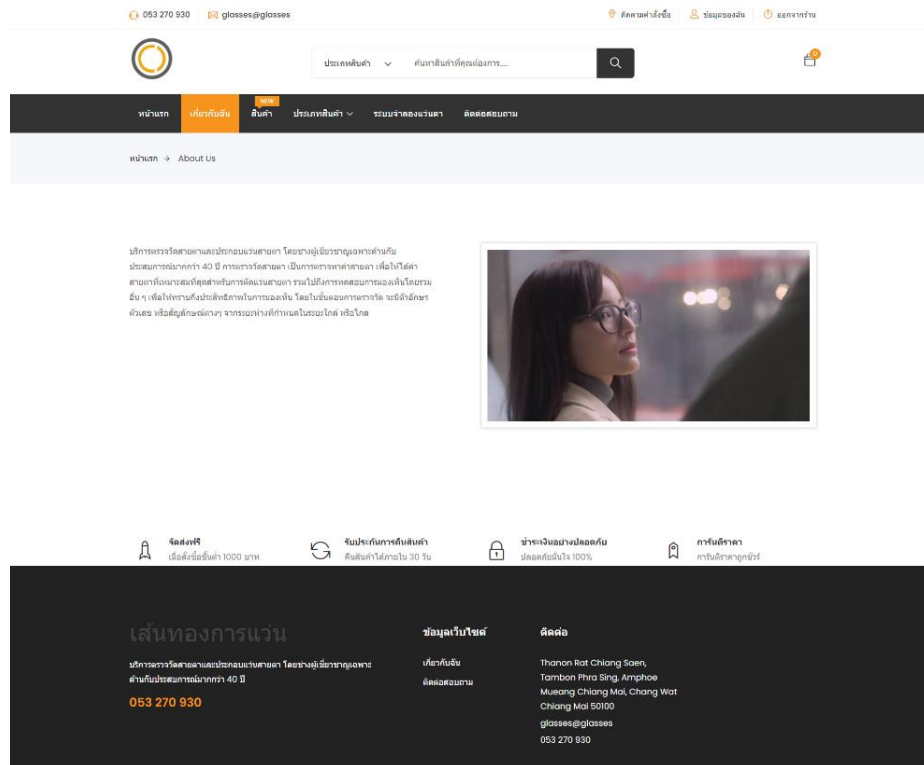 053 270 930
glasses@glasses
ติดตามคำสั่งซื้อ
ข้อมูลของฉัน
ออกจากร้าน
ประเภทสินค้า
ค้นหาสินค้าที่คุณต้องการ....
0
NEW
หน้าแรก
เกี่ยวกับฉัน
สินค้า
ประเภทสินค้า
ระบบจำลองแว่นตา
ติดต่อสอบถาม
หน้าแรก → About Us
บริการตรวจวัดสายตาและประกอบแว่นสายตา โดยช่างผู้เชี่ยวชาญเฉพาะด้านกับ
ประสบการณ์มากกว่า 40 ปี การตรวจวัดสายตา เป็นการตรวจหาค่าสายตา เพื่อให้ได้ค่า
สายตาที่เหมาะสมที่สุดสำหรับการตัดแว่นสายตา รวมไปถึงการทดสอบการมองเห็นโดยรวม
อื่น ๆ เพื่อให้ทราบถึงประสิทธิภาพในการมองเห็น โดยในขั้นตอนการตรวจวัด จะมีตัวอักษร
ตัวเลข หรือสัญลักษณ์ต่างๆ จากระยะห่างที่กำหนดในระยะใกล้ หรือไกล
จัดส่งฟรี
เมื่อสั่งซื้อขั้นต่ำ 1000 บาท
รับประกันการคืนสินค้า
คืนสินค้าได้ภายใน 30 วัน
ชำระเงินอย่างปลอดภัย
ปลอดภัยมั่นใจ 100%
การันตีราคา
การันตีราคาถูกชัวร์
เส้นทองการแว่น
บริการตรวจวัดสายตาและประกอบแว่นสายตา โดยช่างผู้เชี่ยวชาญเฉพาะ
ด้านกับประสบการณ์มากกว่า 40 ปี
053 270 930
ข้อมูลเว็บไซต์
เกี่ยวกับฉัน
ติดต่อสอบถาม
ติดต่อ
Thanon Rat Chiang Saen,
Tambon Phra Sing, Amphoe
Mueang Chiang Mai, Chang Wat
Chiang Mai 50100
glasses@glasses
053 270 930